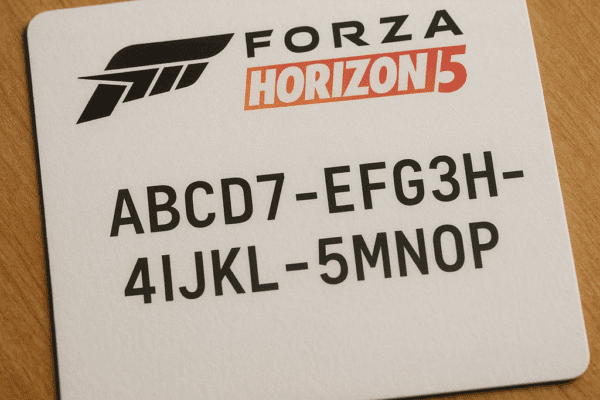 FORZA
HORIZON 5
ABCD7-EFG3H-
4IJKL-5MNOP